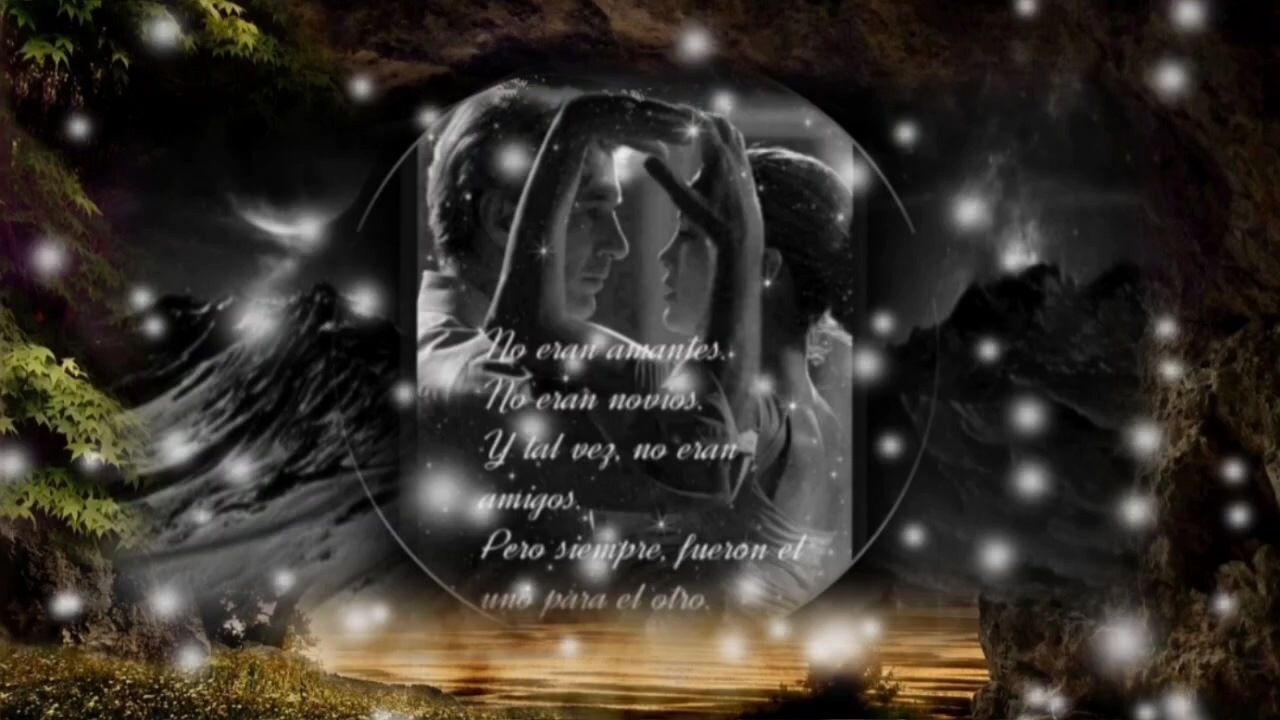 No eran amantes.
No eran novios.
Y tal vez, no eran
amigos.
Pero siempre, fueron el
uno para el otro.